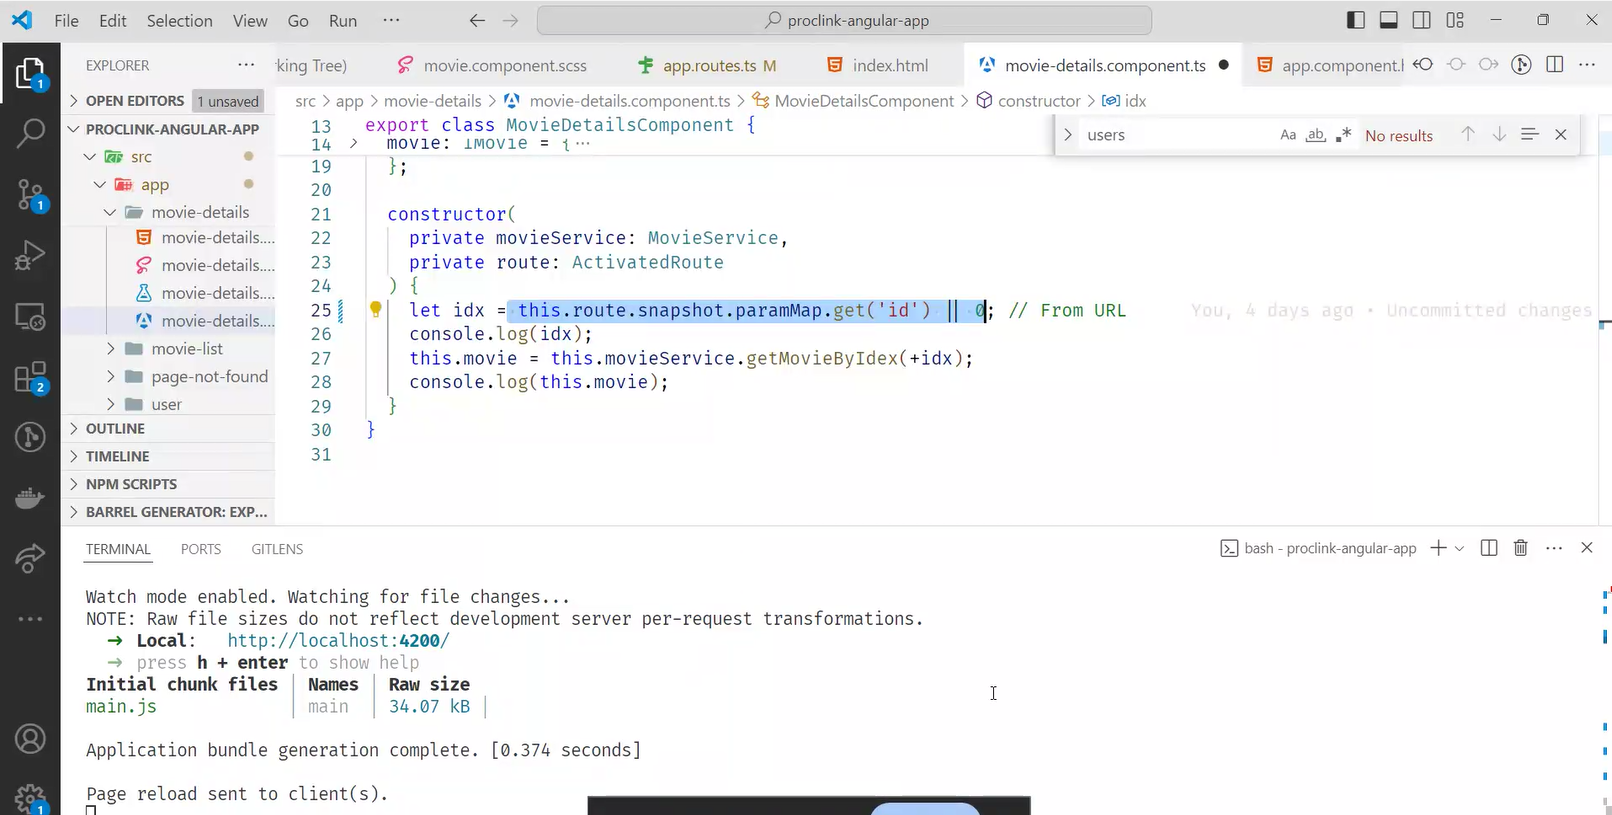 File Edit Selection View Go Run ··· proclink-angular-app
EXPLORER ···
rking Tree) movie.component.scss app.routes.ts M index.html movie-details.component.ts app.component.h ···
OPEN EDITORS 1 unsaved
PROCLINK-ANGULAR-APP
src
app
movie-details
movie-details....
movie-details....
movie-details....
movie-details....
movie-list
page-not-found
user
OUTLINE
TIMELINE
NPM SCRIPTS
BARREL GENERATOR: EXP...
1
1
2
1
src > app > movie-details > movie-details.component.ts > MovieDetailsComponent > constructor > idx
users Aa ab .* No results
13 export class MovieDetailsComponent {
14 movie: IMovie = {···
19 };
20
21 constructor(
22 private movieService: MovieService,
23 private route: ActivatedRoute
24 ) {
25 let idx = this.route.snapshot.paramMap.get('id') || 0; // From URL You, 4 days ago • Uncommitted changes
26 console.log(idx);
27 this.movie = this.movieService.getMovieByIdex(+idx);
28 console.log(this.movie);
29 }
30 }
31
TERMINAL PORTS GITLENS bash - proclink-angular-app ···
Watch mode enabled. Watching for file changes...
NOTE: Raw file sizes do not reflect development server per-request transformations.
→ Local: http://localhost:4200/
→ press h + enter to show help
Initial chunk files | Names | Raw size
main.js | main | 34.07 kB |
Application bundle generation complete. [0.374 seconds]
Page reload sent to client(s).